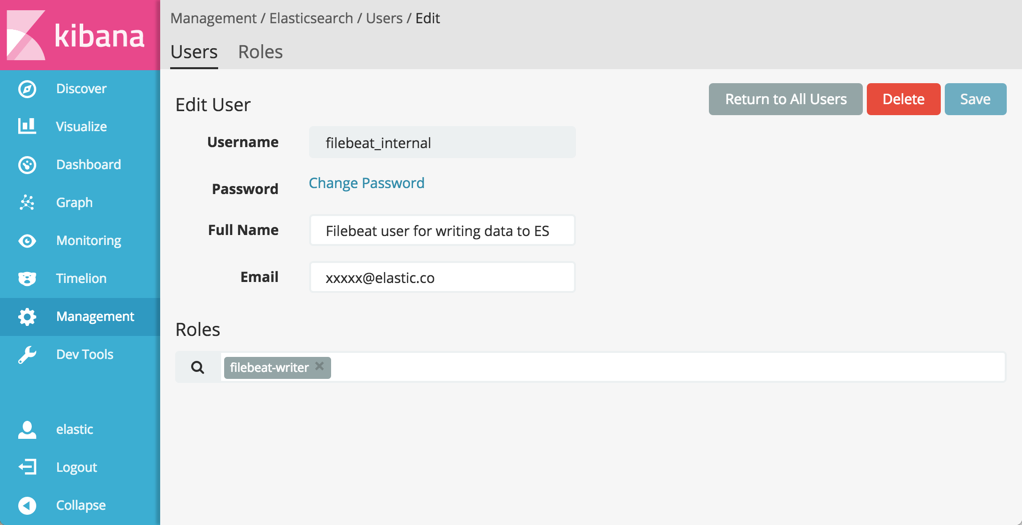 kibana
Discover
Visualize
Dashboard
Graph
Monitoring
Timelion
Management
Dev Tools
elastic
Logout
Collapse
Management / Elasticsearch / Users / Edit
Users Roles
Edit User
Return to All Users Delete Save
Username filebeat_internal
Password Change Password
Full Name Filebeat user for writing data to ES
Email xxxxx@elastic.co
Roles
filebeat-writer